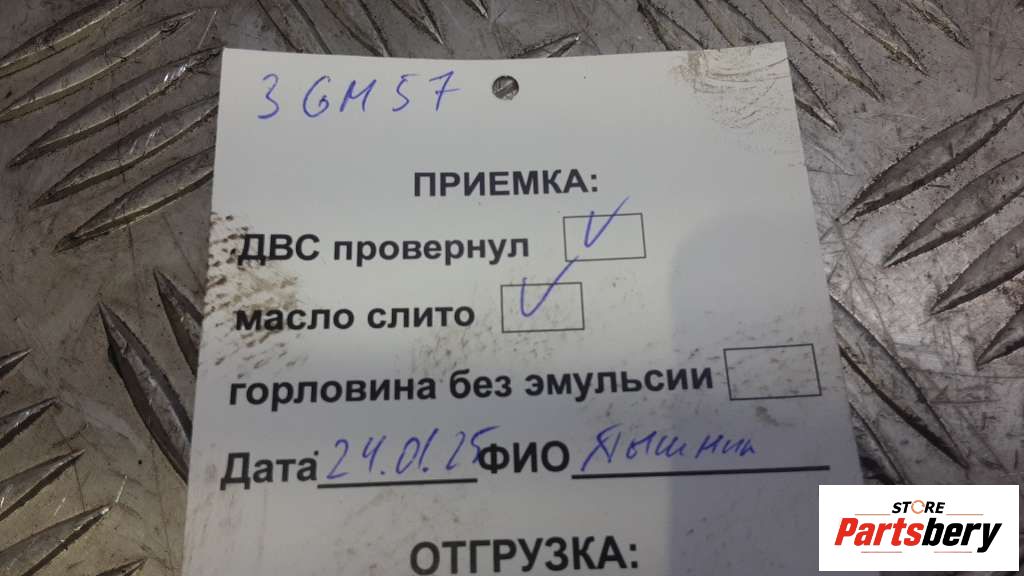 3GM57
ПРИЕМКА:
ДВС провернул
масло слито
горловина без эмульсии
Дата 24.01.25 ФИО
ОТГРУЗКА:
STORE
Partsbery